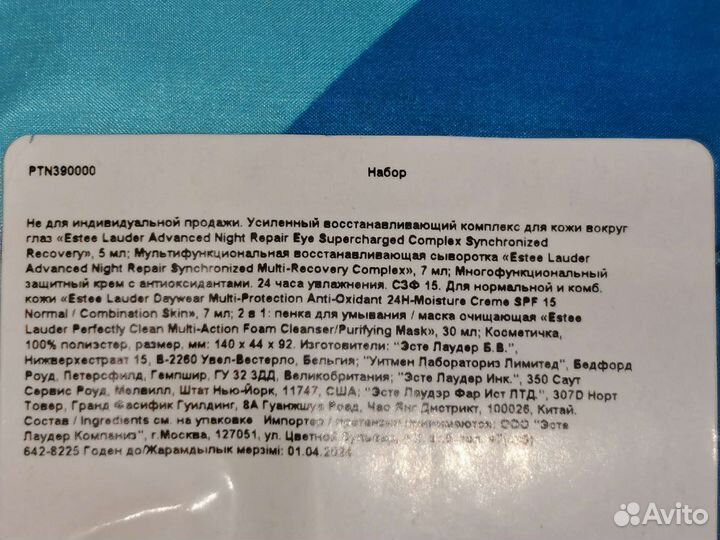 PTN390000 Набор
Не для индивидуальной продажи. Усиленный восстанавливающий комплекс для кожи вокруг
глаз «Estee Lauder Advanced Night Repair Eye Supercharged Complex Synchronized
Recovery», 5 мл; Мультифункциональная восстанавливающая сыворотка «Estee Lauder
Advanced Night Repair Synchronized Multi-Recovery Complex», 7 мл; Многофункциональный
защитный крем с антиоксидантами. 24 часа увлажнения. СЗФ 15. Для нормальной и комб.
кожи «Estee Lauder Daywear Multi-Protection Anti-Oxidant 24H-Moisture Creme SPF 15
Normal / Combination Skin», 7 мл; 2 в 1: пенка для умывания / маска очищающая «Estee
Lauder Perfectly Clean Multi-Action Foam Cleanser/Purifying Mask», 30 мл; Косметичка,
100% полиэстер, размер, мм: 140 x 44 x 92. Изготовители: "Эсте Лаудер Б.В.",
Нижверхестраат 15, В-2260 Увел-Вестерло, Бельгия; "Уитмен Лабораториз Лимитед", Бедфорд
Роуд, Петерсфилд, Гемпшир, ГУ 32 3ДД, Великобритания; "Эсте Лаудер Инк.", 350 Саут
Сервис Роуд, Мелвилл, Штат Нью-Йорк, 11747, США; "Эсте Лаудэр Фар Ист ЛТД.", 307D Норт
Товер, Гранд Пасифик Гуилдинг, 8А Гуанжшуа Роад, Чао Янг Дистрикт, 100026, Китай.
Состав / Ingredients см. на упаковке Импортер / претензии принимаются: ООО "Эсте
Лаудер Компаниз", г.Москва, 127051, ул. Цветной
642-8225 Годен до/Жарамдылык мерзімі: 01.04.2024
Avito